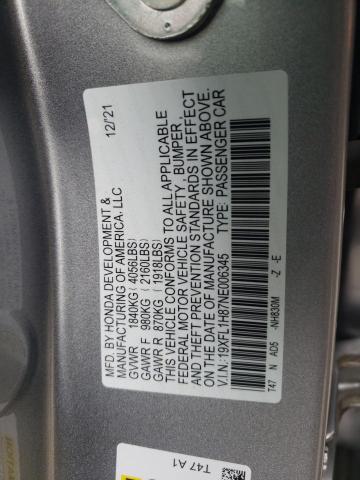 MFD. BY HONDA DEVELOPMENT & 12/'21
MANUFACTURING OF AMERICA, LLC
GVWR 1840KG (4056LBS)
GAWR F 980KG (2160LBS)
GAWR R 870KG (1918LBS)
THIS VEHICLE CONFORMS TO ALL APPLICABLE
FEDERAL MOTOR VEHICLE SAFETY, BUMPER,
AND THEFT PREVENTION STANDARDS IN EFFECT
ON THE DATE OF MANUFACTURE SHOWN ABOVE.
V.I.N.:19XFL1H87NE006345 TYPE: PASSENGER CAR
T47 N AD5 -NH830M -Z -E
T47 A1